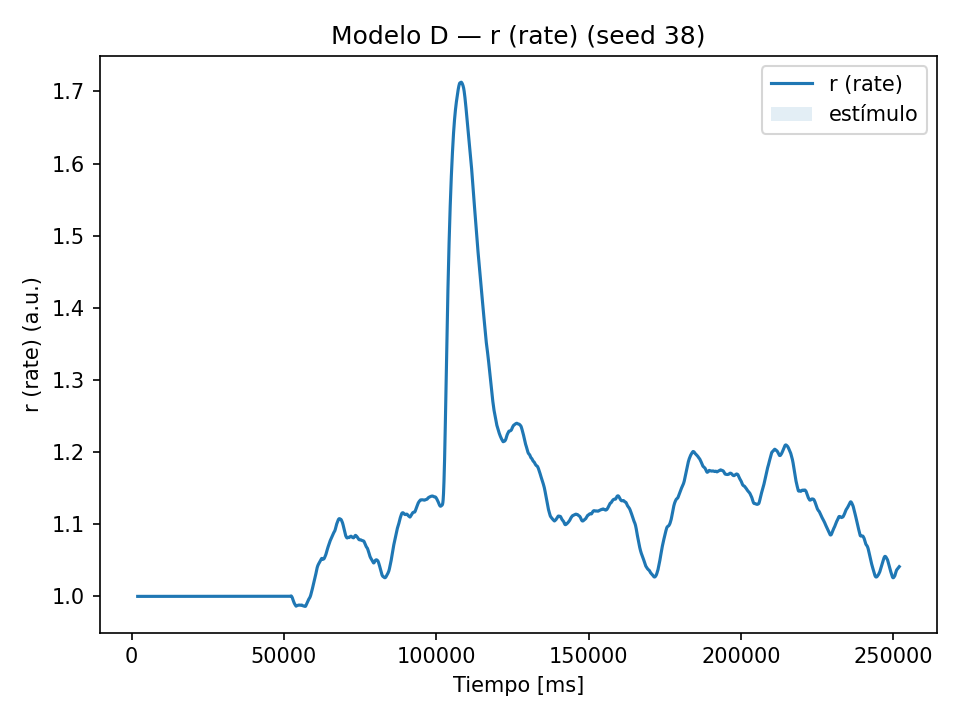 Modelo D — r (rate) (seed 38)
r (rate)
estímulo
r (rate) (a.u.)
1.7
1.6
1.5
1.4
1.3
1.2
1.1
1.0
0
50000
100000
150000
200000
250000
Tiempo [ms]